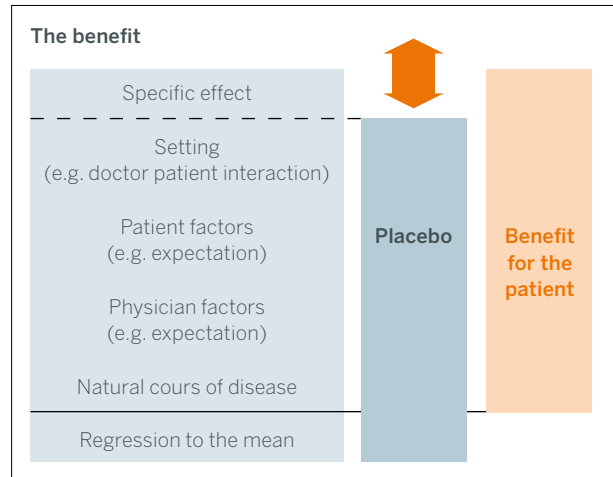 The benefit
Specific effect
Setting
(e.g. doctor patient interaction)
Patient factors
(e.g. expectation)
Physician factors
(e.g. expectation)
Natural cours of disease
Regression to the mean
Placebo
Benefit
for the
patient